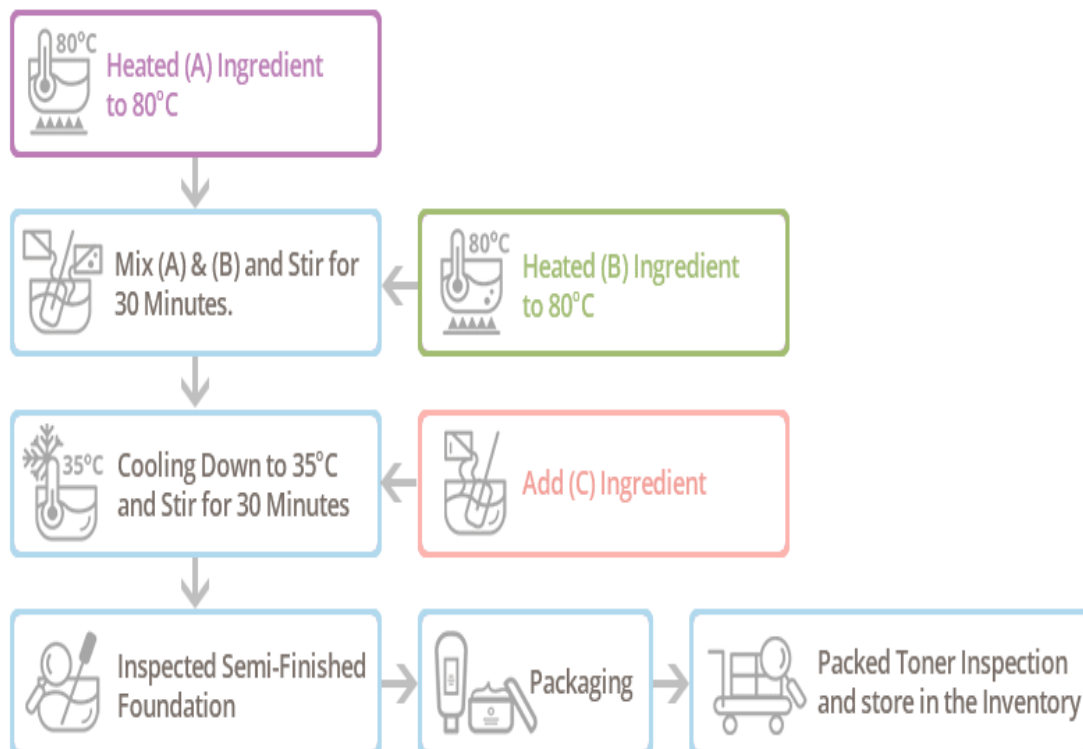 80°C
Heated (A) Ingredient
to 80°C
Mix (A) & (B) and Stir for
30 Minutes.
80°C
Heated (B) Ingredient
to 80°C
35°C
Cooling Down to 35°C
and Stir for 30 Minutes
Add (C) Ingredient
Inspected Semi-Finished
Foundation
Packaging
Packed Toner Inspection
and store in the Inventory